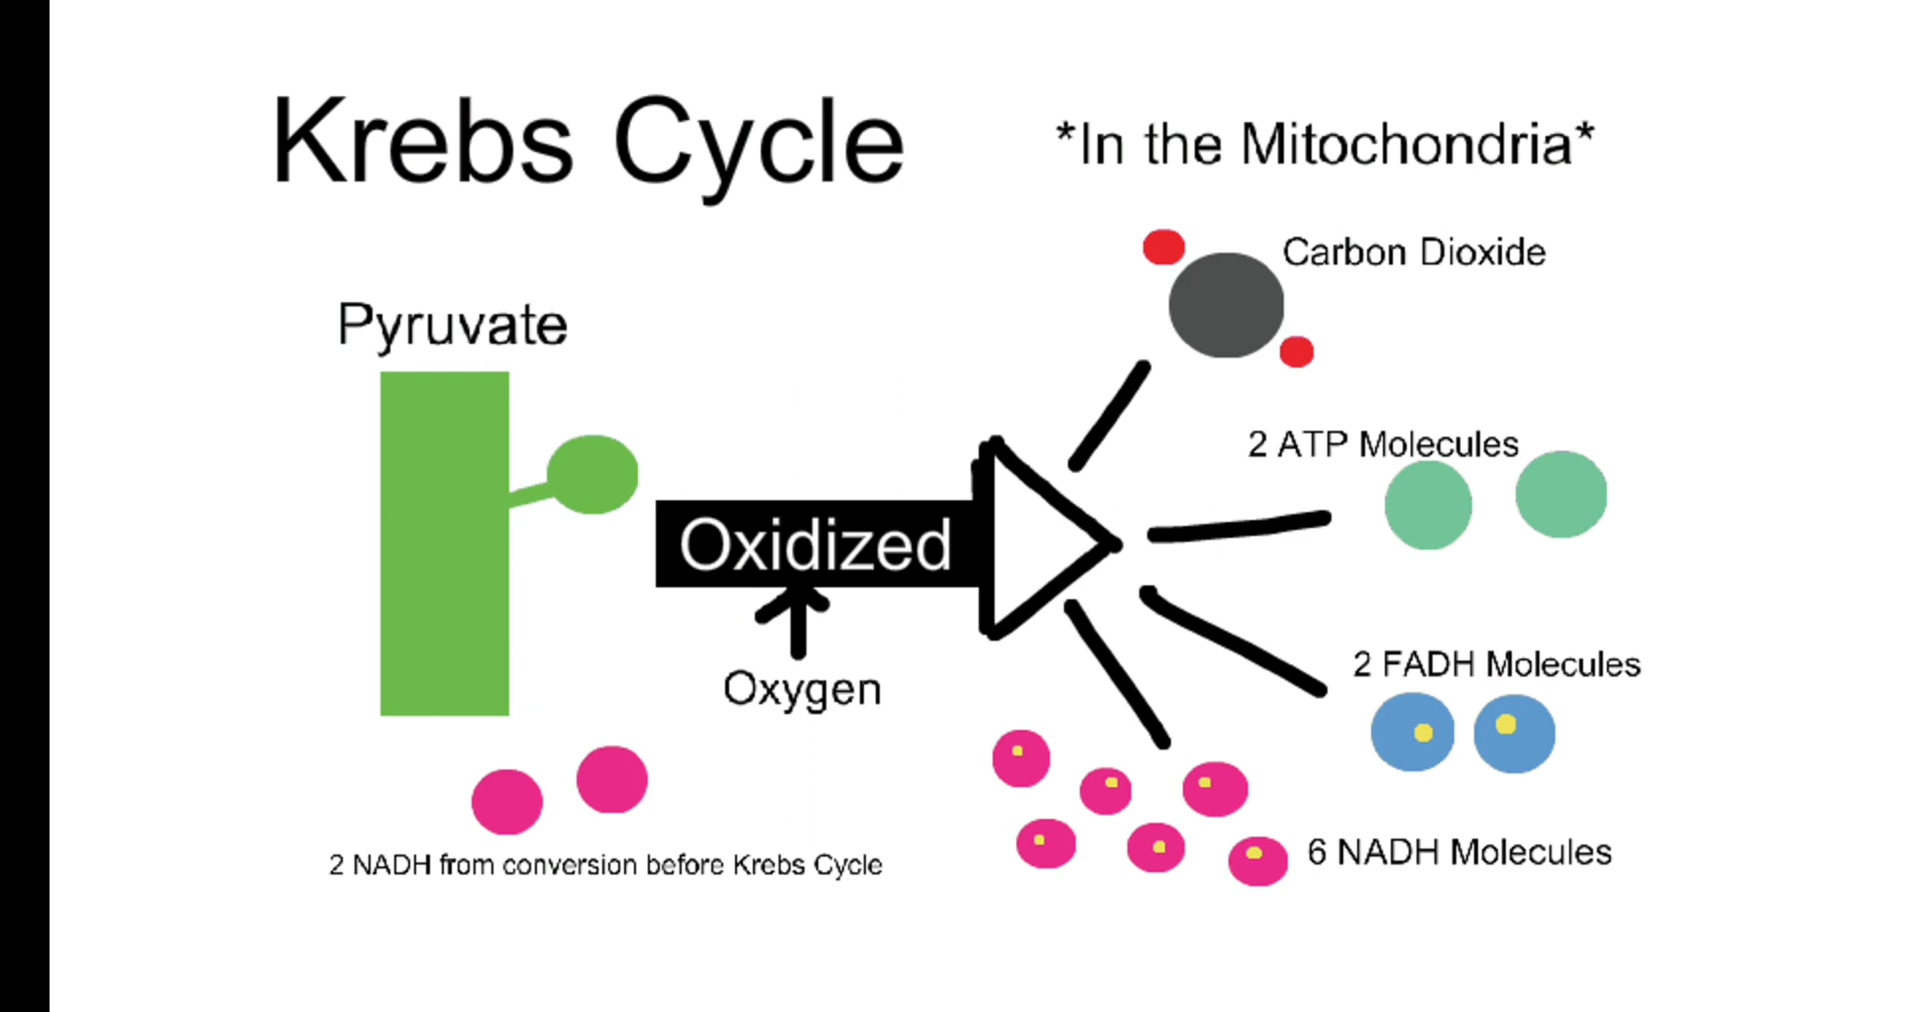 Krebs Cycle
*In the Mitochondria*
Carbon Dioxide
Pyruvate
2 ATP Molecules
Oxidized
Oxygen
2 FADH Molecules
6 NADH Molecules
2 NADH from conversion before Krebs Cycle